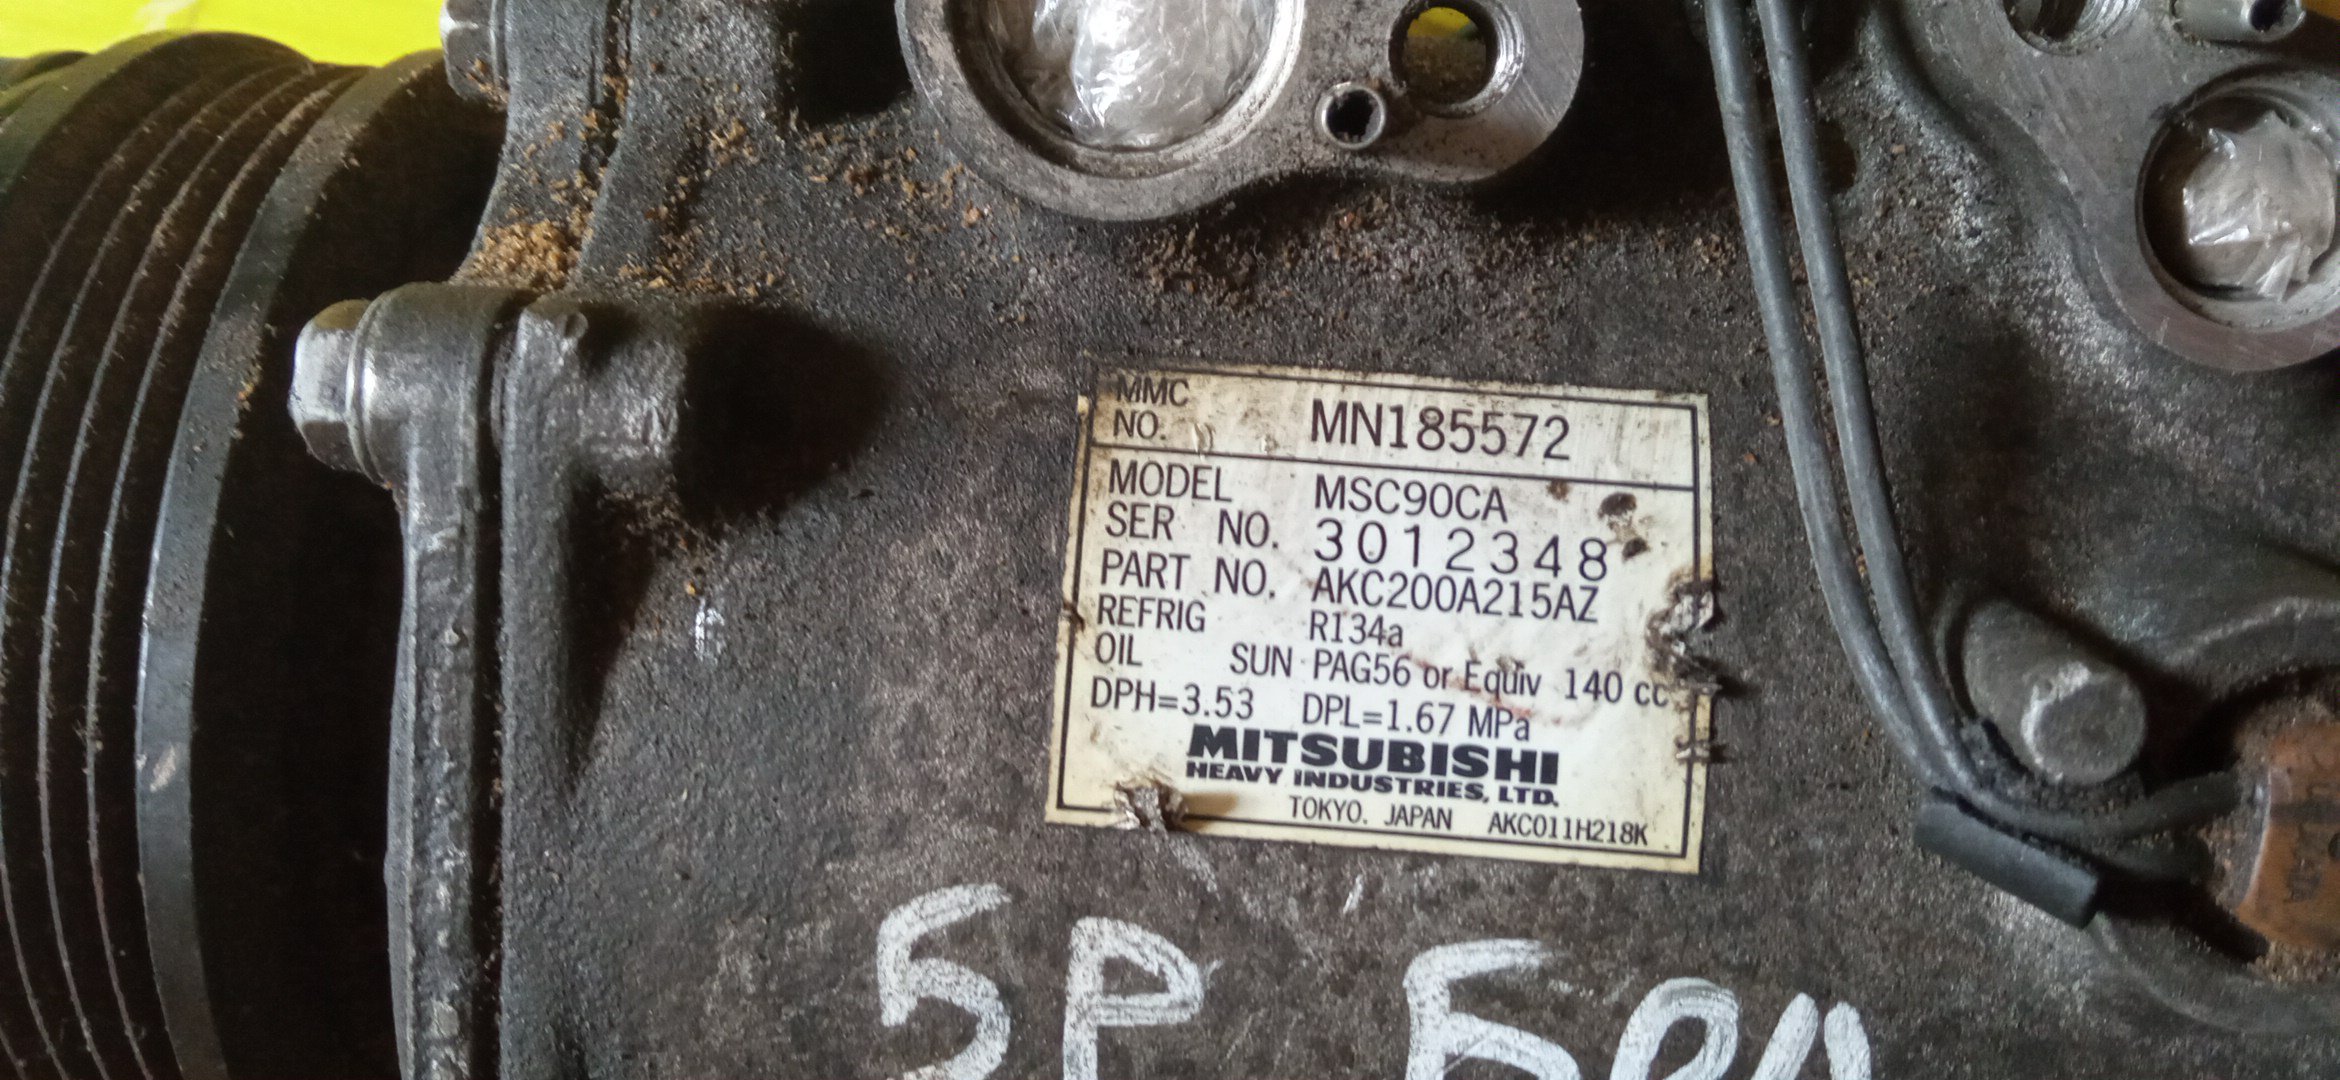 MMC
NO. MN185572
MODEL MSC90CA
SER NO. 3012348
PART NO. AKC200A215AZ
REFRIG R134a
OIL SUN PAG56 or Equiv 140 cc
DPH=3.53 DPL=1.67 MPa
MITSUBISHI
HEAVY INDUSTRIES, LTD.
TOKYO. JAPAN AKC011H218K